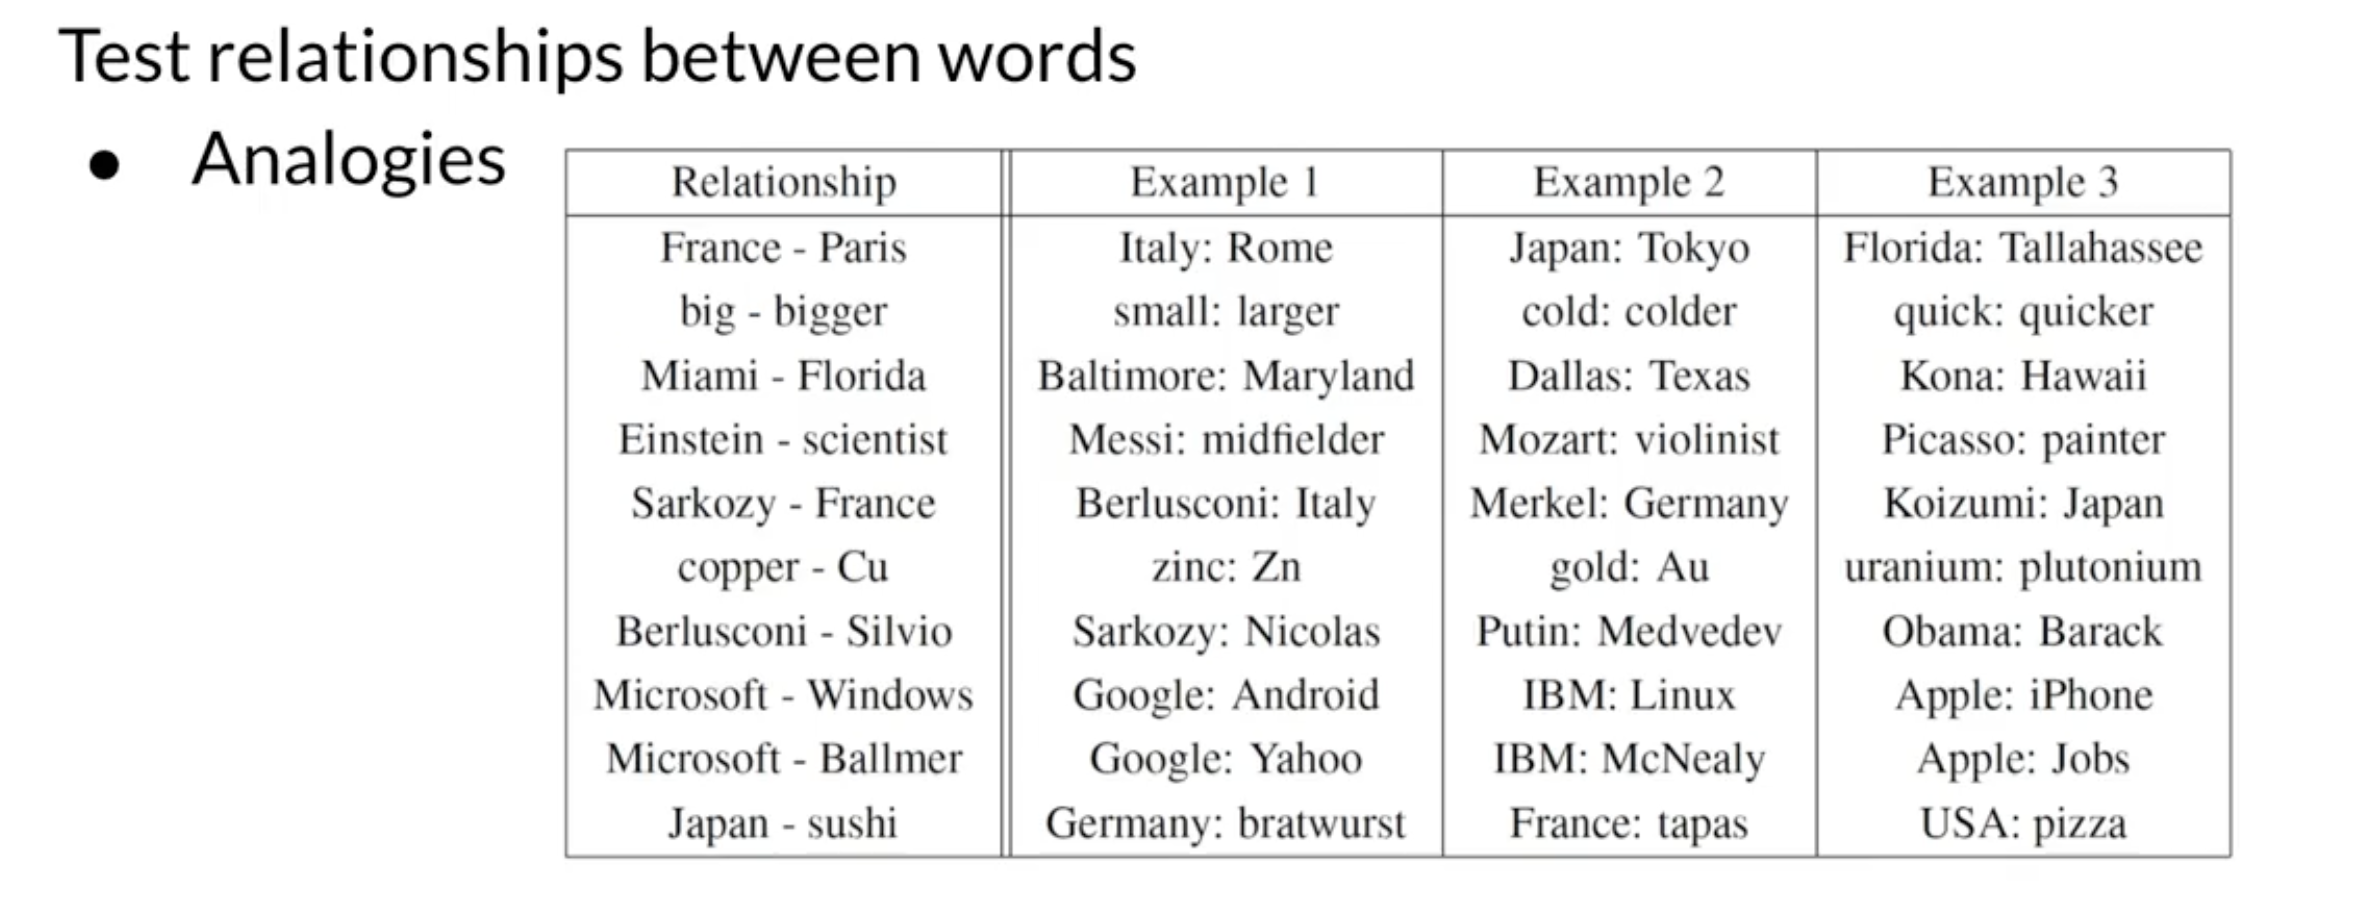 Test relationships between words
● Analogies
Relationship Example 1 Example 2 Example 3
France - Paris Italy: Rome Japan: Tokyo Florida: Tallahassee
big - bigger small: larger cold: colder quick: quicker
Miami - Florida Baltimore: Maryland Dallas: Texas Kona: Hawaii
Einstein - scientist Messi: midfielder Mozart: violinist Picasso: painter
Sarkozy - France Berlusconi: Italy Merkel: Germany Koizumi: Japan
copper - Cu zinc: Zn gold: Au uranium: plutonium
Berlusconi - Silvio Sarkozy: Nicolas Putin: Medvedev Obama: Barack
Microsoft - Windows Google: Android IBM: Linux Apple: iPhone
Microsoft - Ballmer Google: Yahoo IBM: McNealy Apple: Jobs
Japan - sushi Germany: bratwurst France: tapas USA: pizza